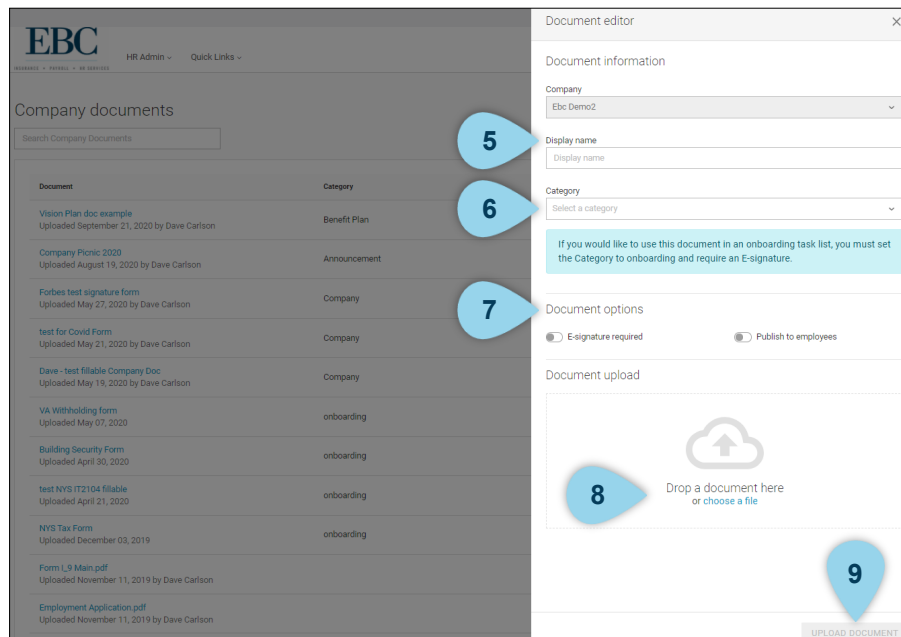 EBC
INSURANCE • PAYROLL • HR SERVICES
HR Admin
Quick Links
Company documents
Search Company Documents
Document
Category
Vision Plan doc example
Uploaded September 21, 2020 by Dave Carlson
Benefit Plan
Company Picnic 2020
Uploaded August 19, 2020 by Dave Carlson
Announcement
Forbes test signature form
Uploaded May 27, 2020 by Dave Carlson
Company
test for Covid Form
Uploaded May 21, 2020 by Dave Carlson
Company
Dave - test fillable Company Doc
Uploaded May 19, 2020 by Dave Carlson
Company
VA Withholding form
Uploaded May 07, 2020
onboarding
Building Security Form
Uploaded April 30, 2020
onboarding
test NYS IT2104 fillable
Uploaded April 21, 2020
onboarding
NYS Tax Form
Uploaded December 03, 2019
onboarding
Form I_9 Main.pdf
Uploaded November 11, 2019 by Dave Carlson
Employment Application.pdf
Uploaded November 11, 2019 by Dave Carlson
Document editor
Document information
Company
Ebc Demo2
5
Display name
Display name
6
Category
Select a category
If you would like to use this document in an onboarding task list, you must set
the Category to onboarding and require an E-signature.
7
Document options
E-signature required
Publish to employees
Document upload
8
Drop a document here
or choose a file
9
UPLOAD DOCUMENT